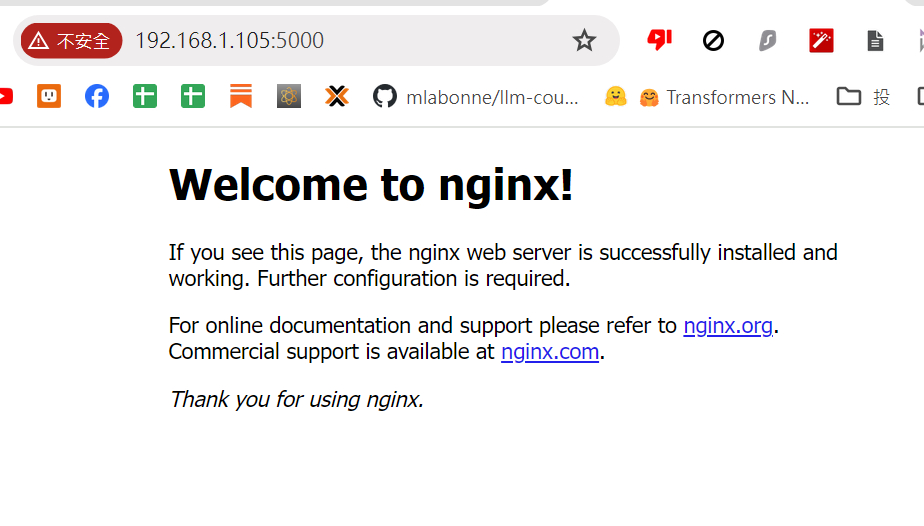 不安全 192.168.1.105:5000
mlabonne/llm-cou... Transformers N... 投
Welcome to nginx!
If you see this page, the nginx web server is successfully installed and
working. Further configuration is required.
For online documentation and support please refer to nginx.org.
Commercial support is available at nginx.com.
Thank you for using nginx.